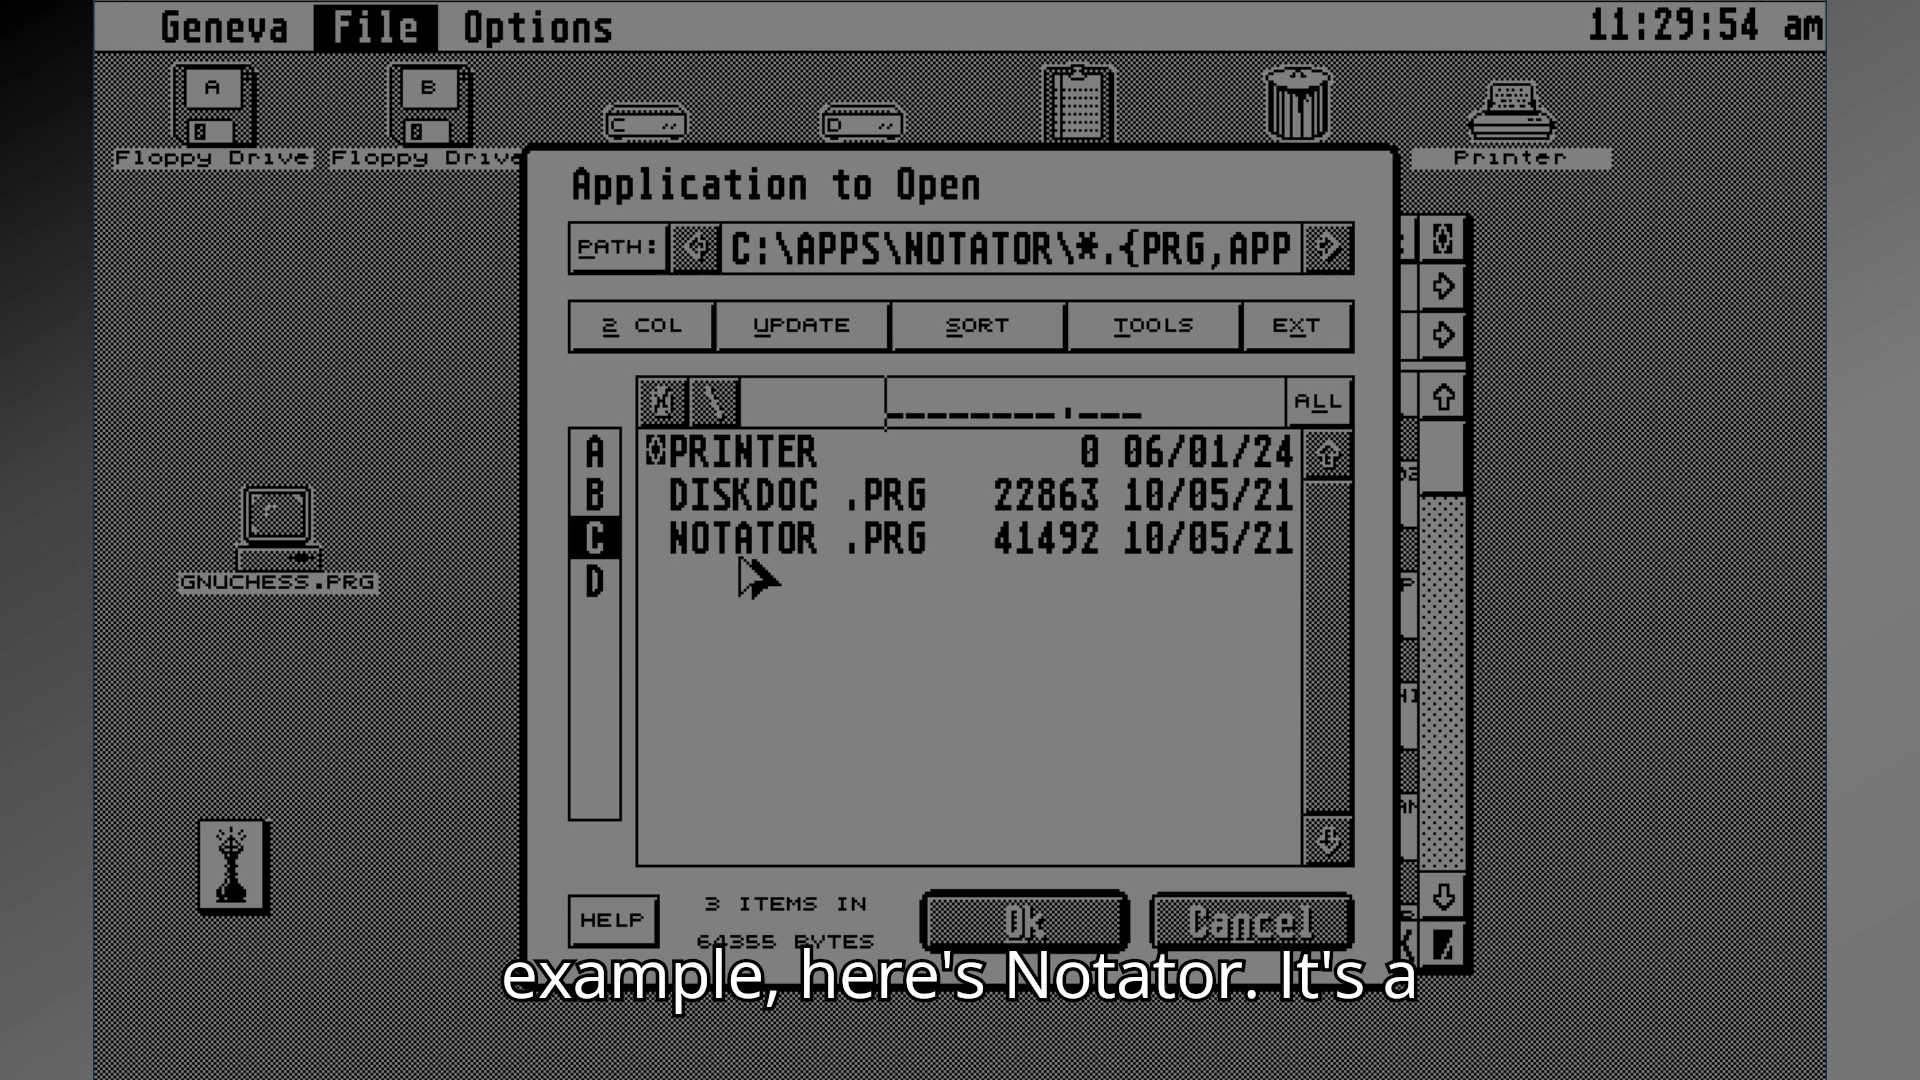 Geneva File Options 11:29:54 am
A B
C D
Floppy Drive Floppy Drive Printer
Application to Open
PATH: C:\APPS\NOTATOR\*.{PRG,APP
2 COL UPDATE SORT TOOLS EXT
\ ________.___ ALL
A PRINTER 0 06/01/24
B DISKDOC .PRG 22863 10/05/21
C NOTATOR .PRG 41492 10/05/21
D
GNUCHESS.PRG
HELP 3 ITEMS IN Ok Cancel
64355 BYTES
example, here's Notator. It's a